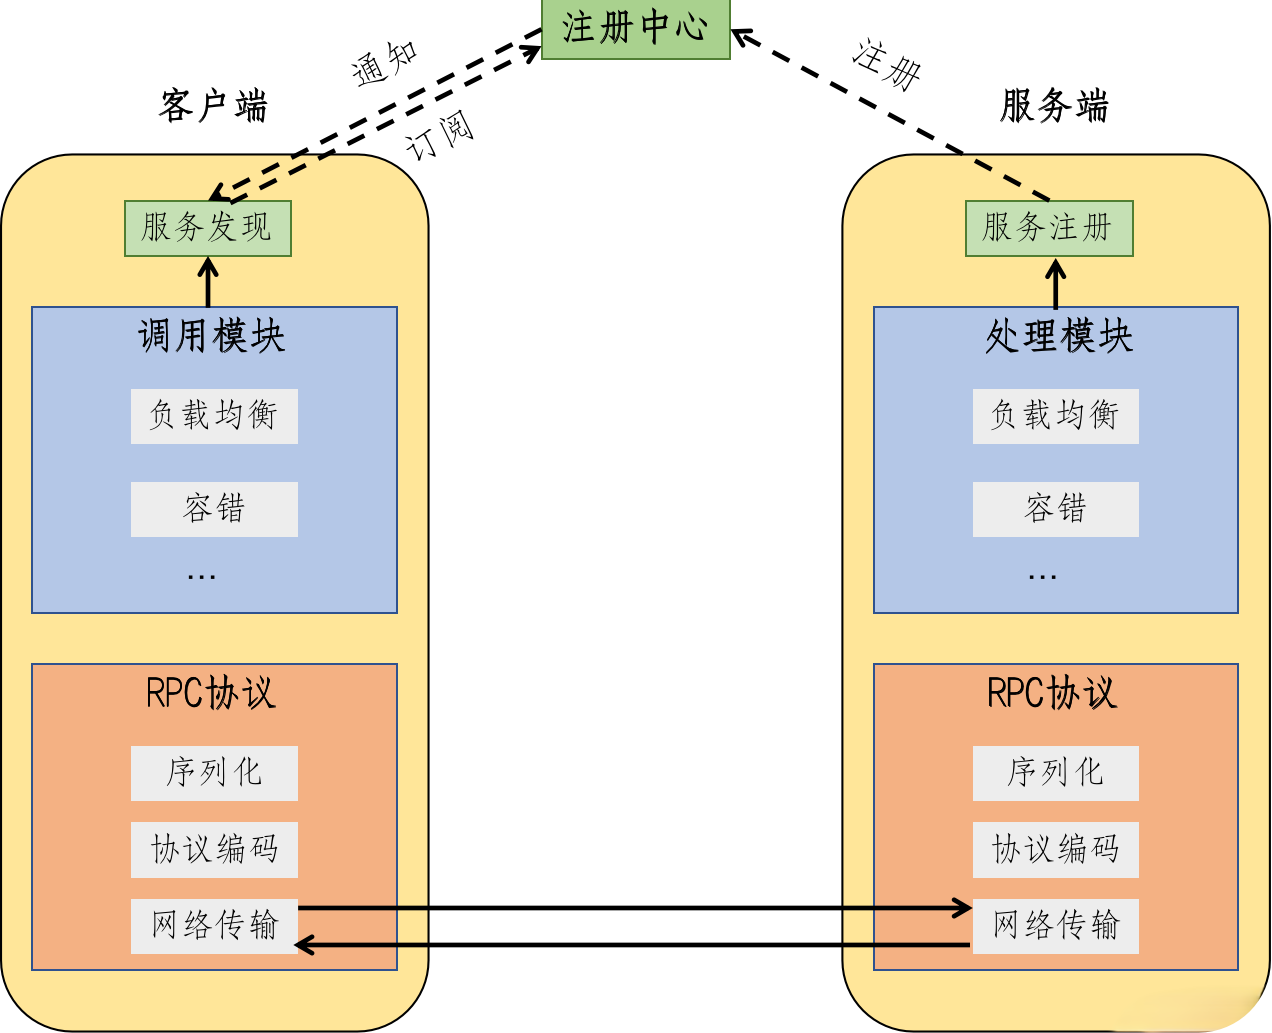 注册中心
通知
订阅
注册
客户端
服务发现
调用模块
负载均衡
容错
...
RPC协议
序列化
协议编码
网络传输
服务端
服务注册
处理模块
负载均衡
容错
...
RPC协议
序列化
协议编码
网络传输